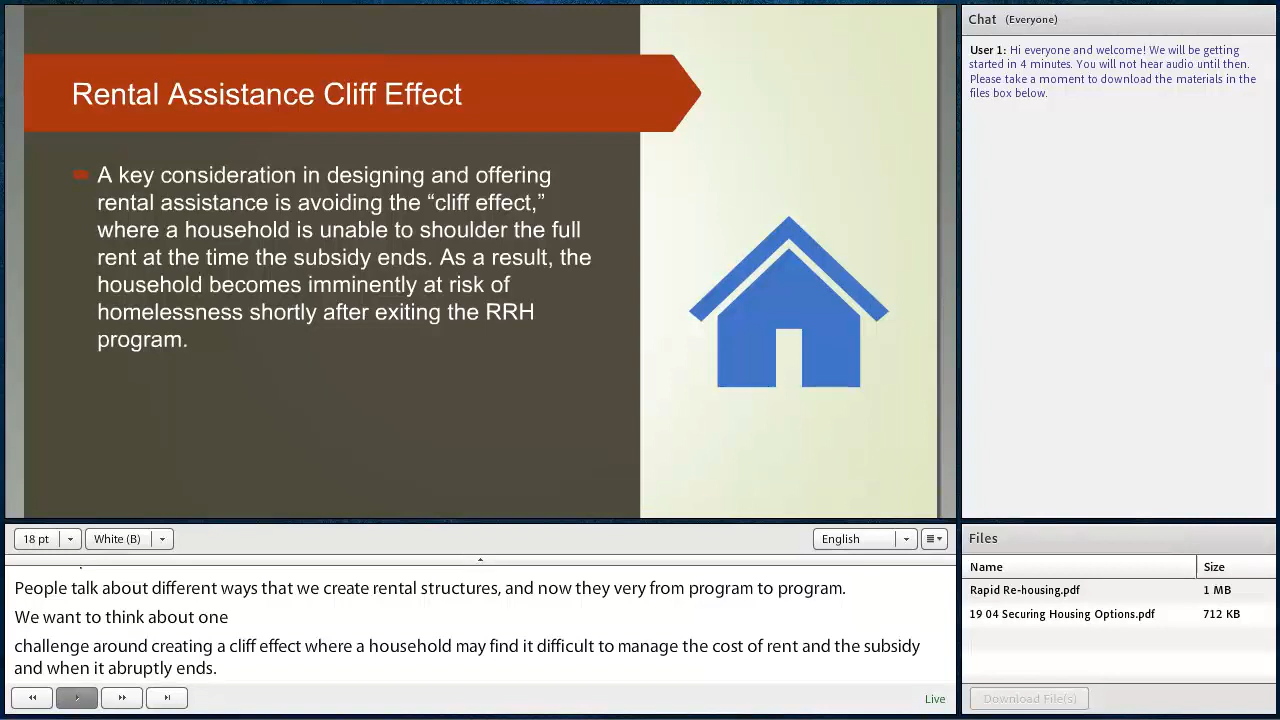 Rental Assistance Cliff Effect
A key consideration in designing and offering
rental assistance is avoiding the “cliff effect,”
where a household is unable to shoulder the full
rent at the time the subsidy ends. As a result, the
household becomes imminently at risk of
homelessness shortly after exiting the RRH
program.
Chat (Everyone)
User 1: Hi everyone and welcome! We will be getting
started in 4 minutes. You will not hear audio until then.
Please take a moment to download the materials in the
files box below.
18 pt
White (B)
English
People talk about different ways that we create rental structures, and now they very from program to program.
We want to think about one
challenge around creating a cliff effect where a household may find it difficult to manage the cost of rent and the subsidy
and when it abruptly ends.
Live
Files
Name Size
Rapid Re-housing.pdf 1 MB
19 04 Securing Housing Options.pdf 712 KB
Download File(s)